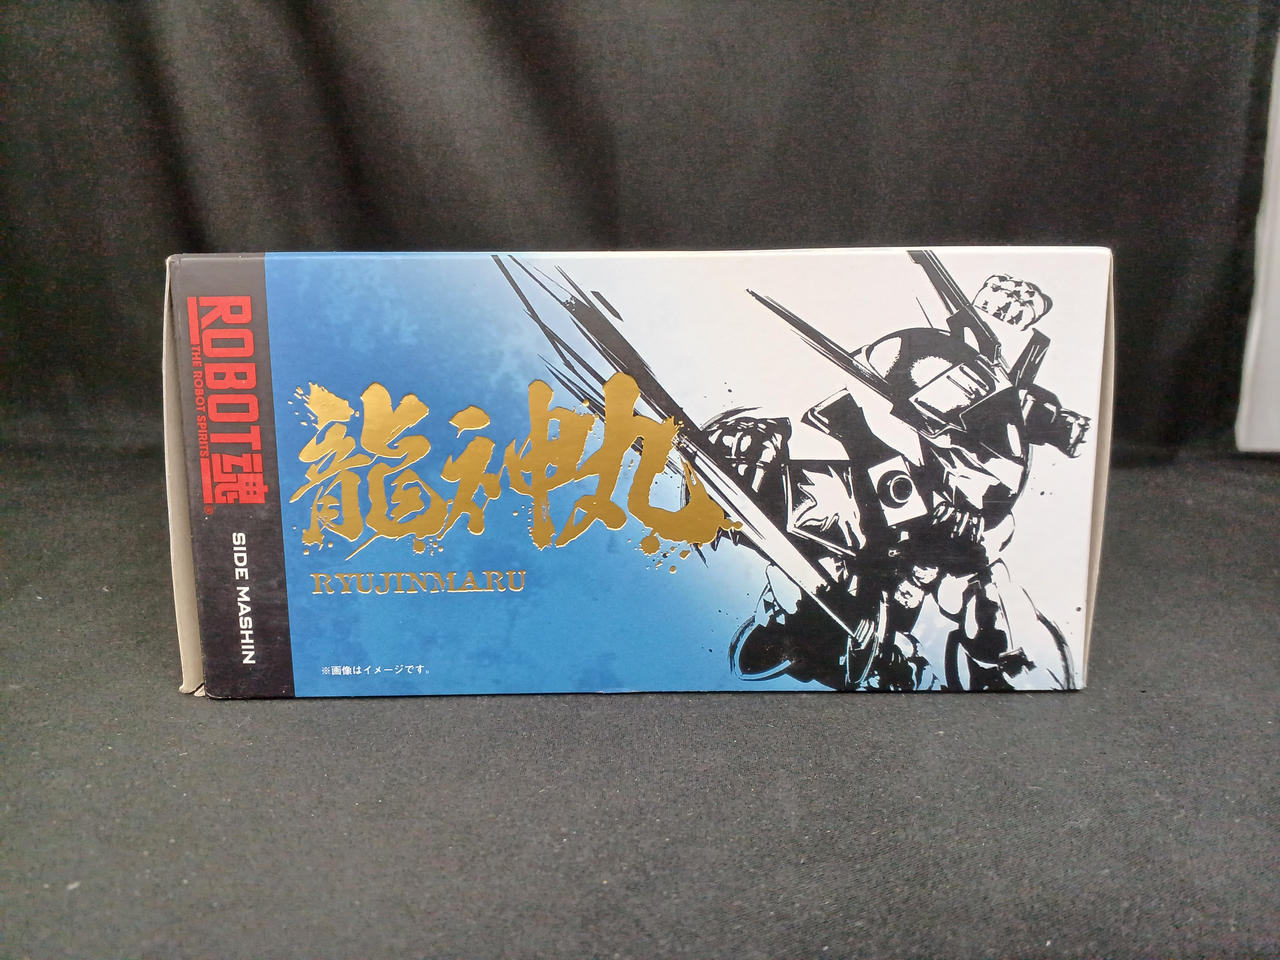 ROBOT魂
THE ROBOT SPIRITS
®
SIDE MASHIN
龍神丸
RYUJINMARU
※画像はイメージです。